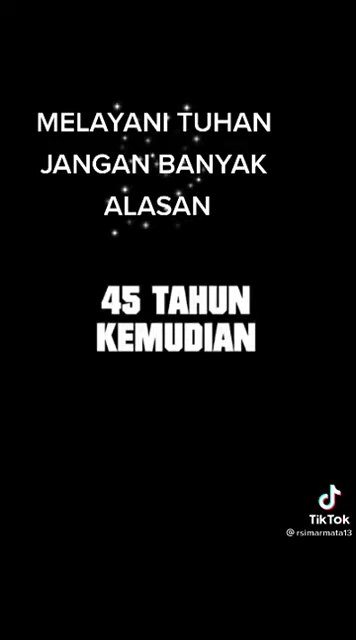 MELAYANI TUHAN
JANGAN BANYAK
ALASAN
45 TAHUN
KEMUDIAN
TikTok
@rsimarmata13